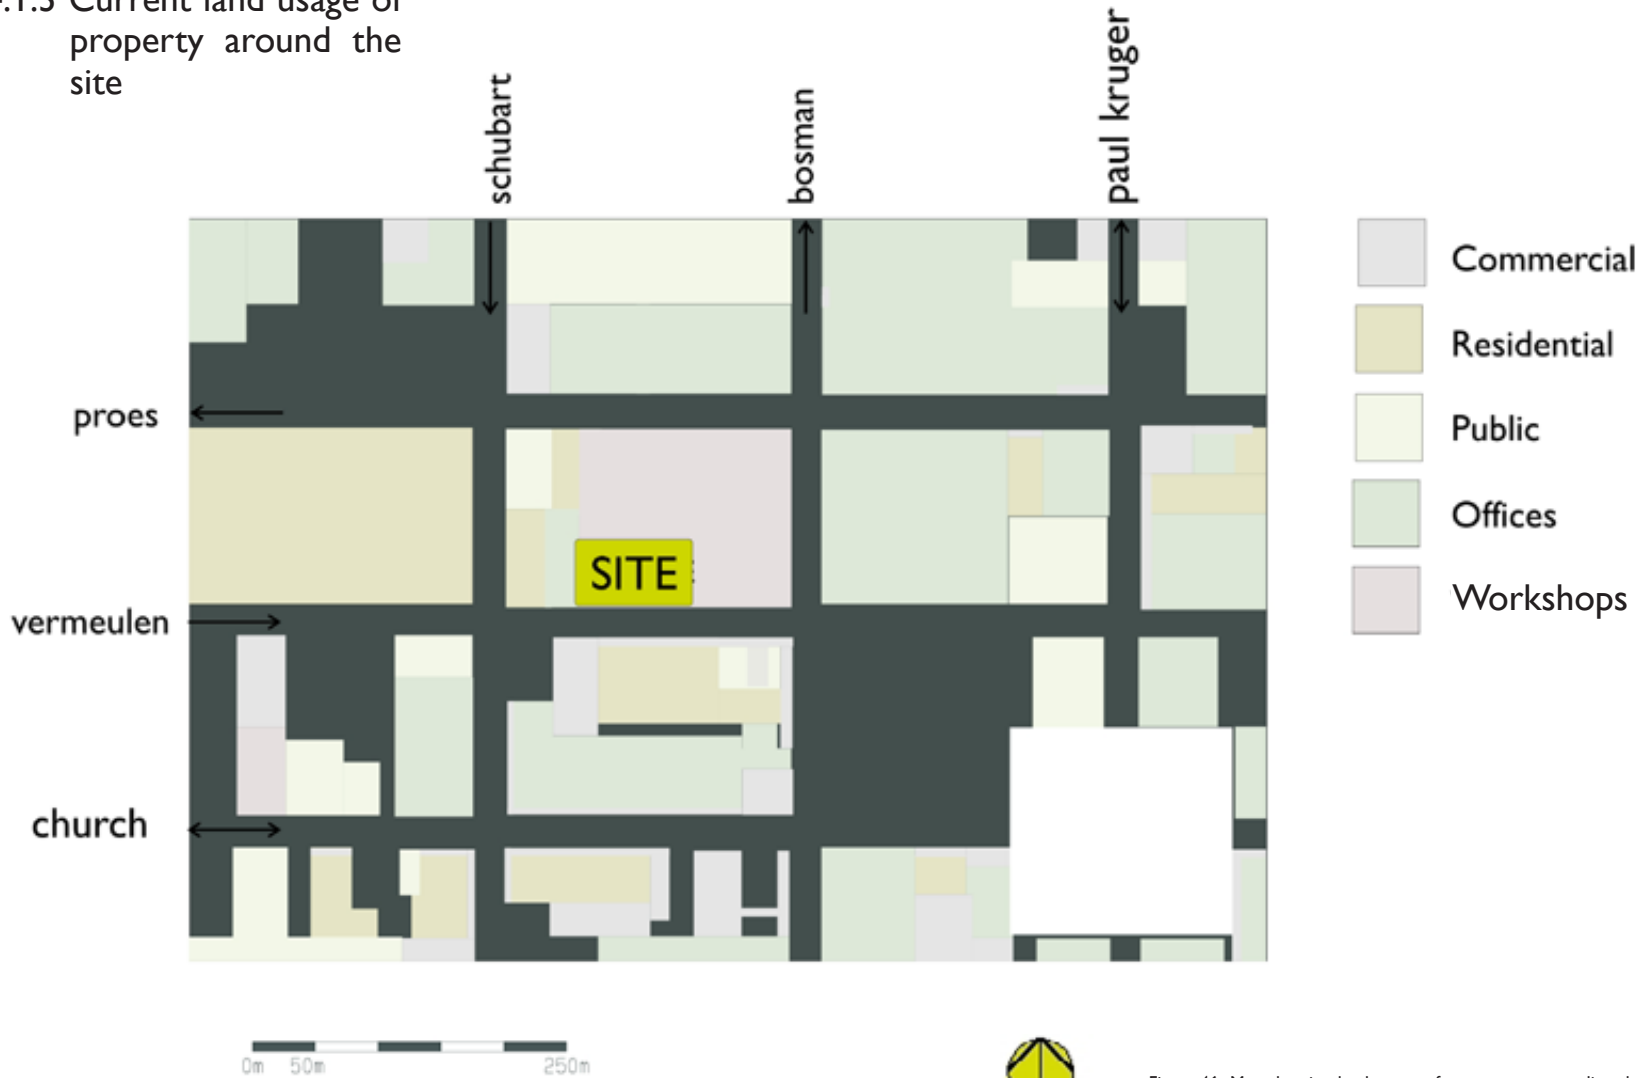 Current land usage of
property around the
site
schubart
bosman
paul kruger
proes
vermeulen
church
SITE
Commercial
Residential
Public
Offices
Workshops
0m 50m 250m